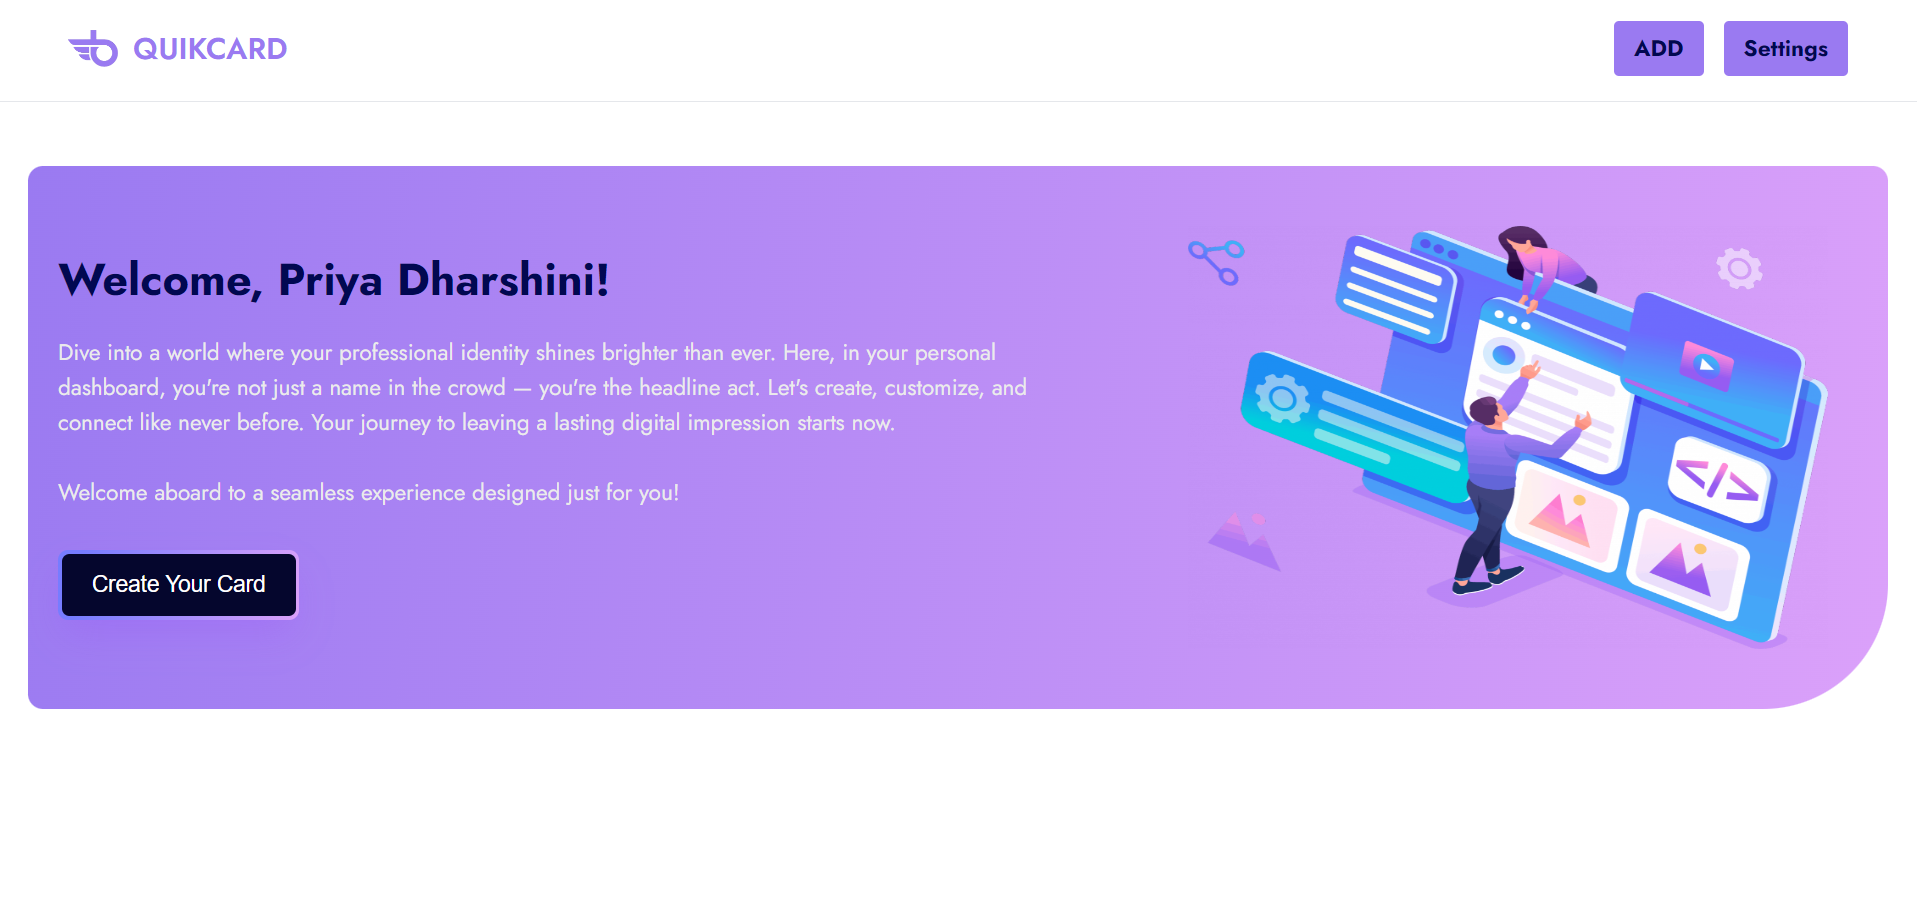 QUIKCARD
ADD
Settings
Welcome, Priya Dharshini!
Dive into a world where your professional identity shines brighter than ever. Here, in your personal
dashboard, you're not just a name in the crowd — you're the headline act. Let's create, customize, and
connect like never before. Your journey to leaving a lasting digital impression starts now.
Welcome aboard to a seamless experience designed just for you!
Create Your Card
</>